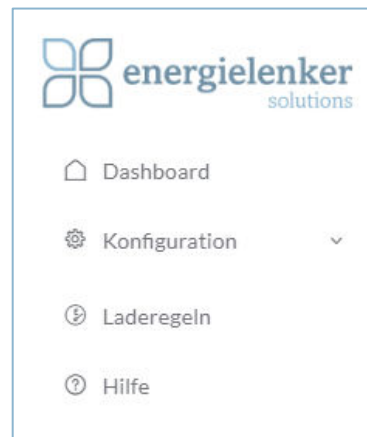 energielenker
solutions
Dashboard
Konfiguration
Laderegeln
Hilfe